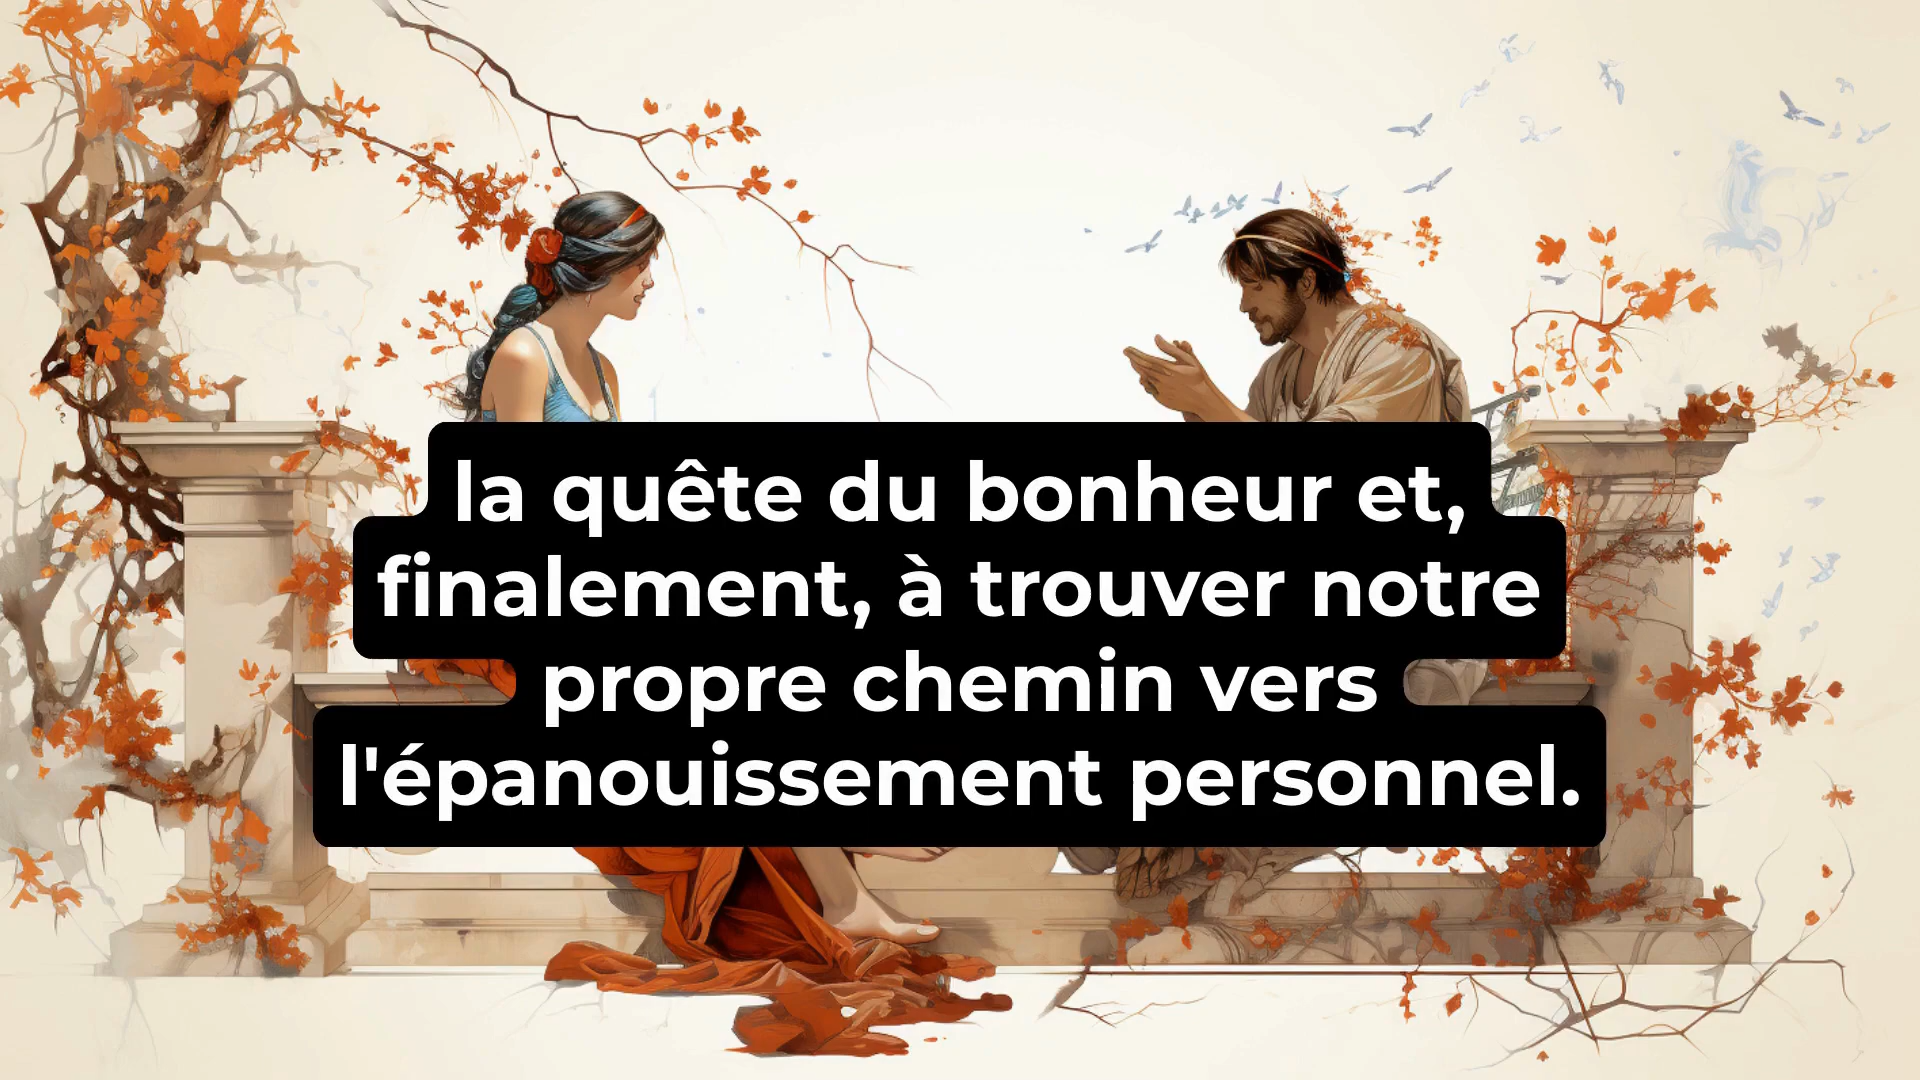 la quête du bonheur et,
finalement, à trouver notre
propre chemin vers
l'épanouissement personnel.